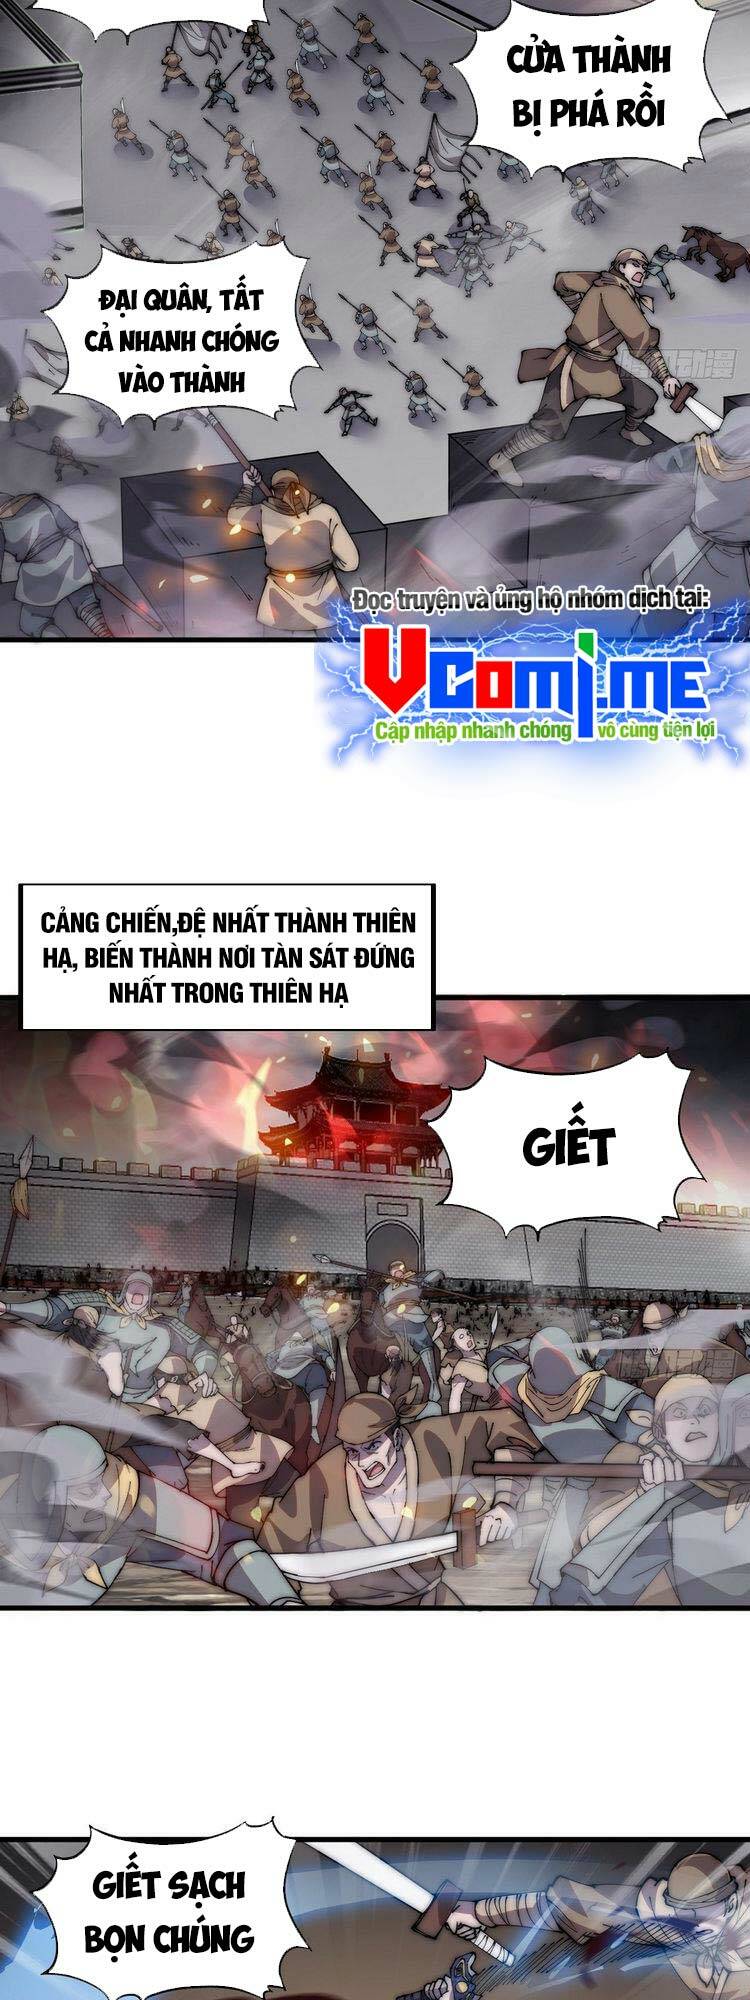 CỬA THÀNH
BỊ PHÁ RỒI
ĐẠI QUÂN, TẤT
CẢ NHANH CHÓNG
VÀO THÀNH
Đọc truyện và ủng hộ nhóm dịch tại:
VComi.me
Cập nhập nhanh chóng vô cùng tiện lợi
CẢNG CHIẾN,ĐỆ NHẤT THÀNH THIÊN
HẠ, BIẾN THÀNH NƠI TÀN SÁT ĐỨNG
NHẤT TRONG THIÊN HẠ
GIẾT
GIẾT SẠCH
BỌN CHÚNG